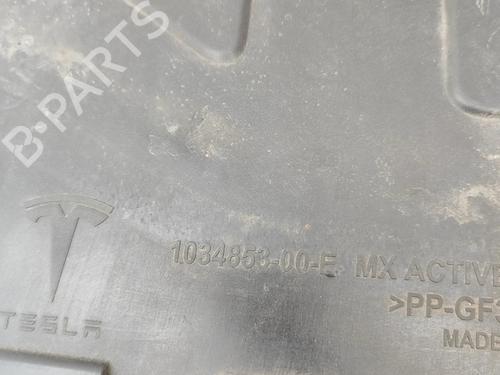 B-PARTS
1034853-00-E MX ACTIVE
>PP-GF3
TESLA
MADE